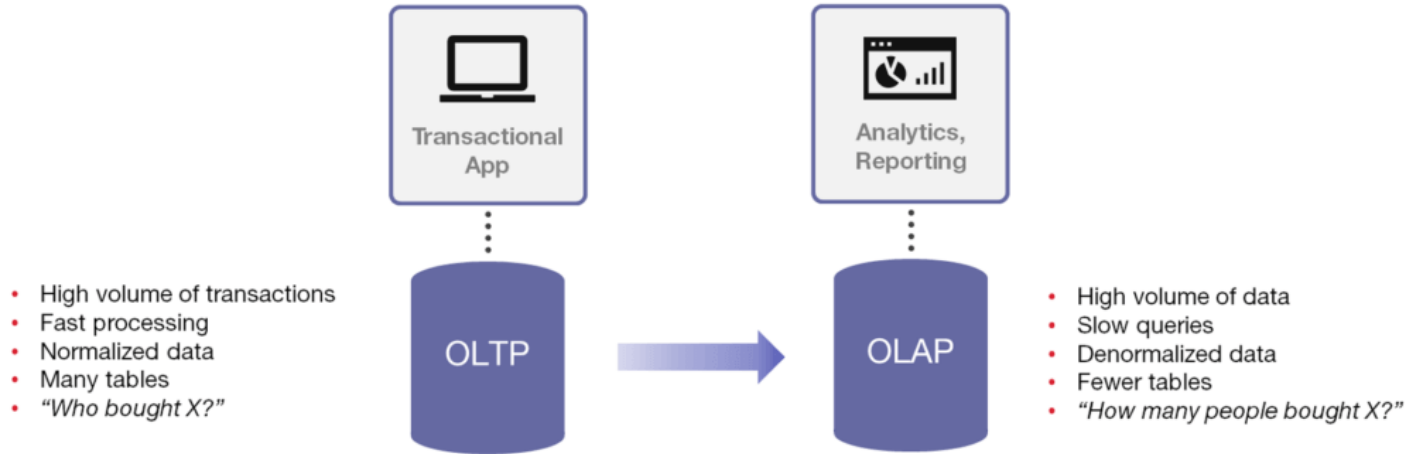 Transactional
App
Analytics,
Reporting
• High volume of transactions
• Fast processing
• Normalized data
• Many tables
• “Who bought X?”
OLTP
OLAP
• High volume of data
• Slow queries
• Denormalized data
• Fewer tables
• “How many people bought X?”